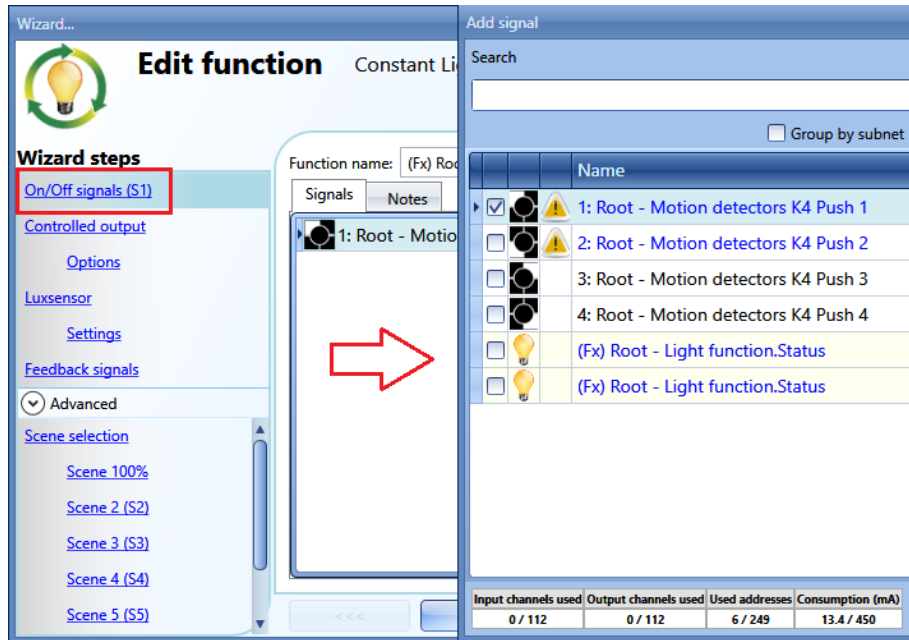 Wizard...
Edit function Constant Li
Wizard steps
On/Off signals (S1)
Controlled output
Options
Luxsensor
Settings
Feedback signals
Advanced
Scene selection
Scene 100%
Scene 2 (S2)
Scene 3 (S3)
Scene 4 (S4)
Scene 5 (S5)
Function name: (Fx) Roo
Signals Notes
1: Root - Motio
<<<
Add signal
Search
Group by subnet
Name
1: Root - Motion detectors K4 Push 1
2: Root - Motion detectors K4 Push 2
3: Root - Motion detectors K4 Push 3
4: Root - Motion detectors K4 Push 4
(Fx) Root - Light function.Status
(Fx) Root - Light function.Status
Input channels used Output channels used Used addresses Consumption (mA)
0 / 112 0 / 112 6 / 249 13.4 / 450